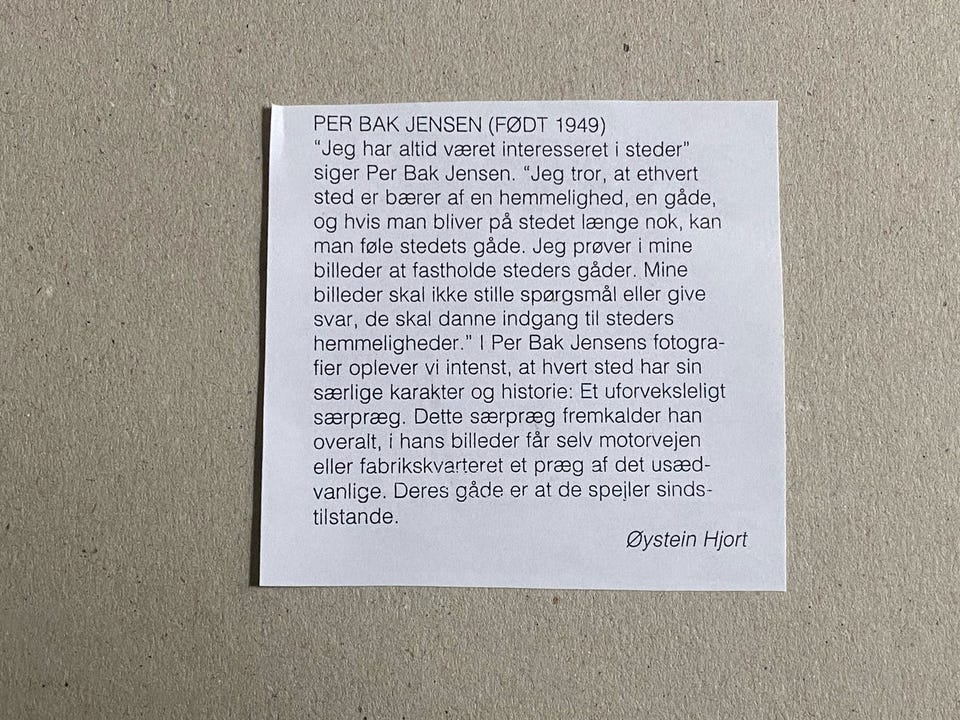 PER BAK JENSEN (FØDT 1949)
“Jeg har altid været interesseret i steder”
siger Per Bak Jensen. “Jeg tror, at ethvert
sted er bærer af en hemmelighed, en gåde,
og hvis man bliver på stedet længe nok, kan
man føle stedets gåde. Jeg prøver i mine
billeder at fastholde steders gåder. Mine
billeder skal ikke stille spørgsmål eller give
svar, de skal danne indgang til steders
hemmeligheder.” I Per Bak Jensens fotogra-
fier oplever vi intenst, at hvert sted har sin
særlige karakter og historie: Et uforveksleligt
særpræg. Dette særpræg fremkalder han
overalt, i hans billeder får selv motorvejen
eller fabrikskvarteret et præg af det usæd-
vanlige. Deres gåde er at de spejler sinds-
tilstande.
Øystein Hjort